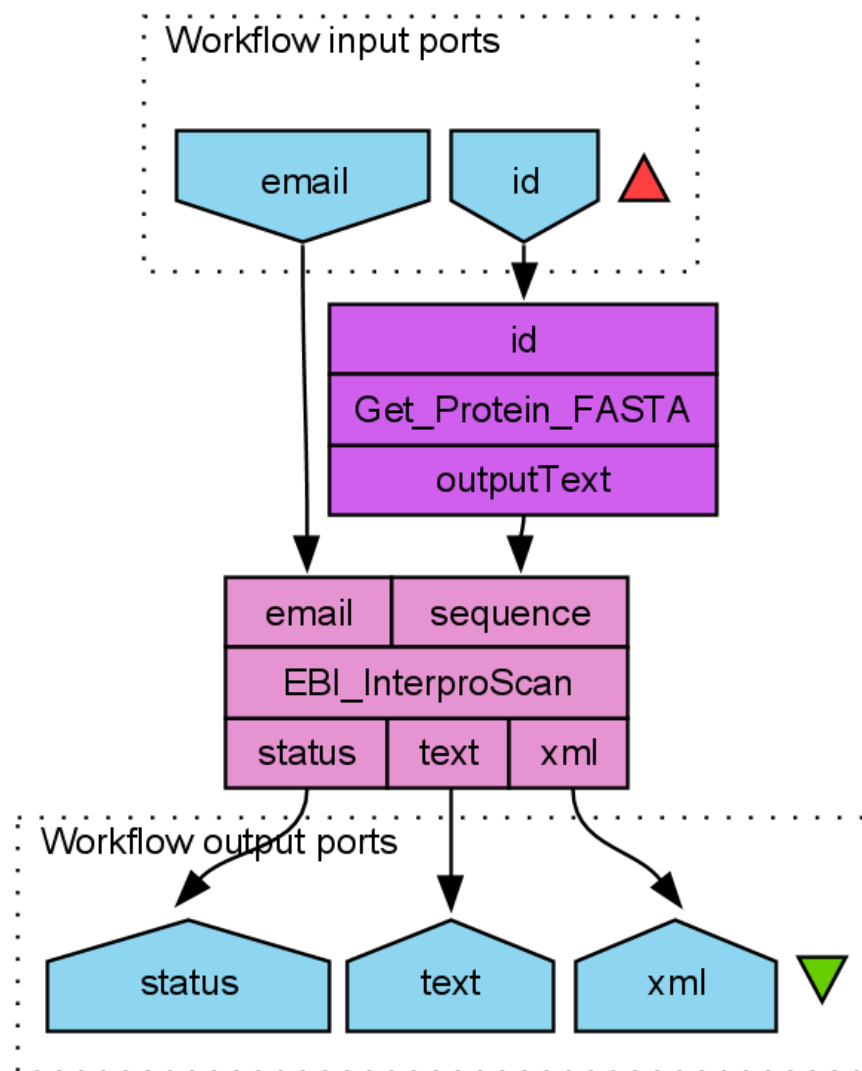 Workflow input ports
email
id
id
Get_Protein_FASTA
outputText
email
sequence
EBI_InterproScan
status
text
xml
Workflow output ports
status
text
xml